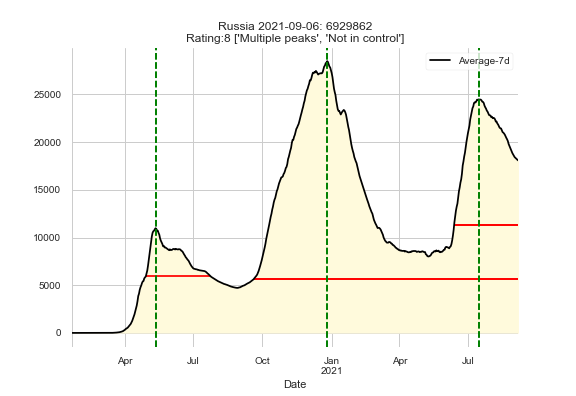 Russia 2021-09-06: 6929862
Rating:8 ['Multiple peaks', 'Not in control']
Average-7d
25000
20000
15000
10000
5000
0
Apr Jul Oct Jan Apr Jul
2021
Date